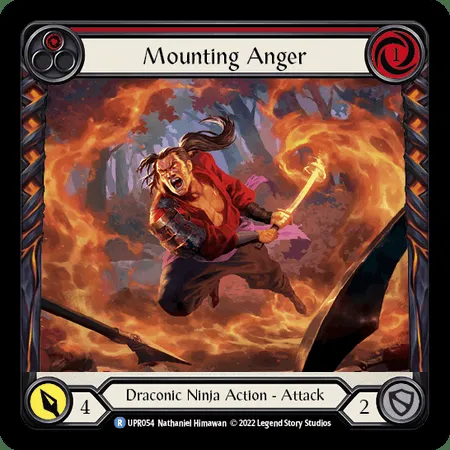 Mounting Anger
1
4
Draconic Ninja Action - Attack
2
R UPR054 Nathaniel Himawan © 2022 Legend Story Studios